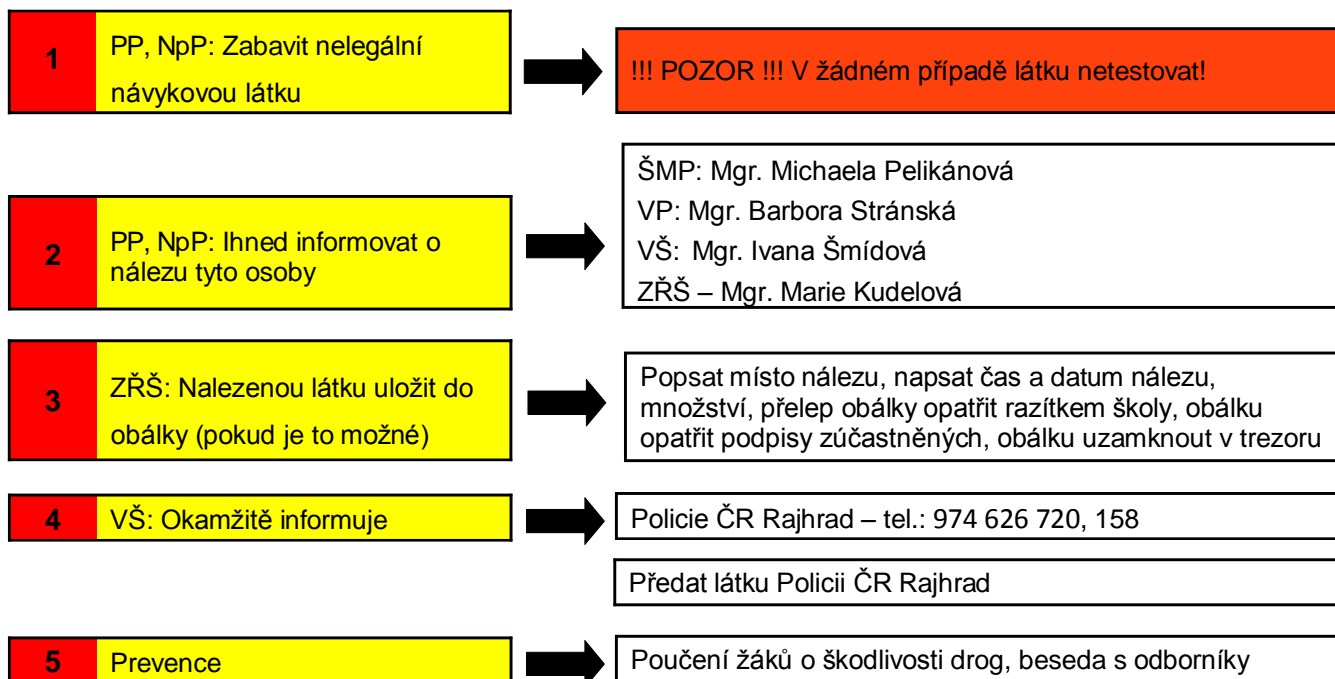 1
PP, NpP: Zabavit nelegální
návykovou látku
!!! POZOR !!! V žádném případě látku netestovat!
2
PP, NpP: Ihned informovat o
nálezu tyto osoby
ŠMP: Mgr. Michaela Pelikánová
VP: Mgr. Barbora Stránská
VŠ: Mgr. Ivana Šmídová
ZŘŠ – Mgr. Marie Kudelová
3
ZŘŠ: Nalezenou látku uložit do
obálky (pokud je to možné)
Popsat místo nálezu, napsat čas a datum nálezu,
množství, přelep obálky opatřit razítkem školy, obálku
opatřit podpisy zúčastněných, obálku uzamknout v trezoru
4
VŠ: Okamžitě informuje
Policie ČR Rajhrad – tel.: 974 626 720, 158
Předat látku Policii ČR Rajhrad
5
Prevence
Poučení žáků o škodlivosti drog, beseda s odborníky